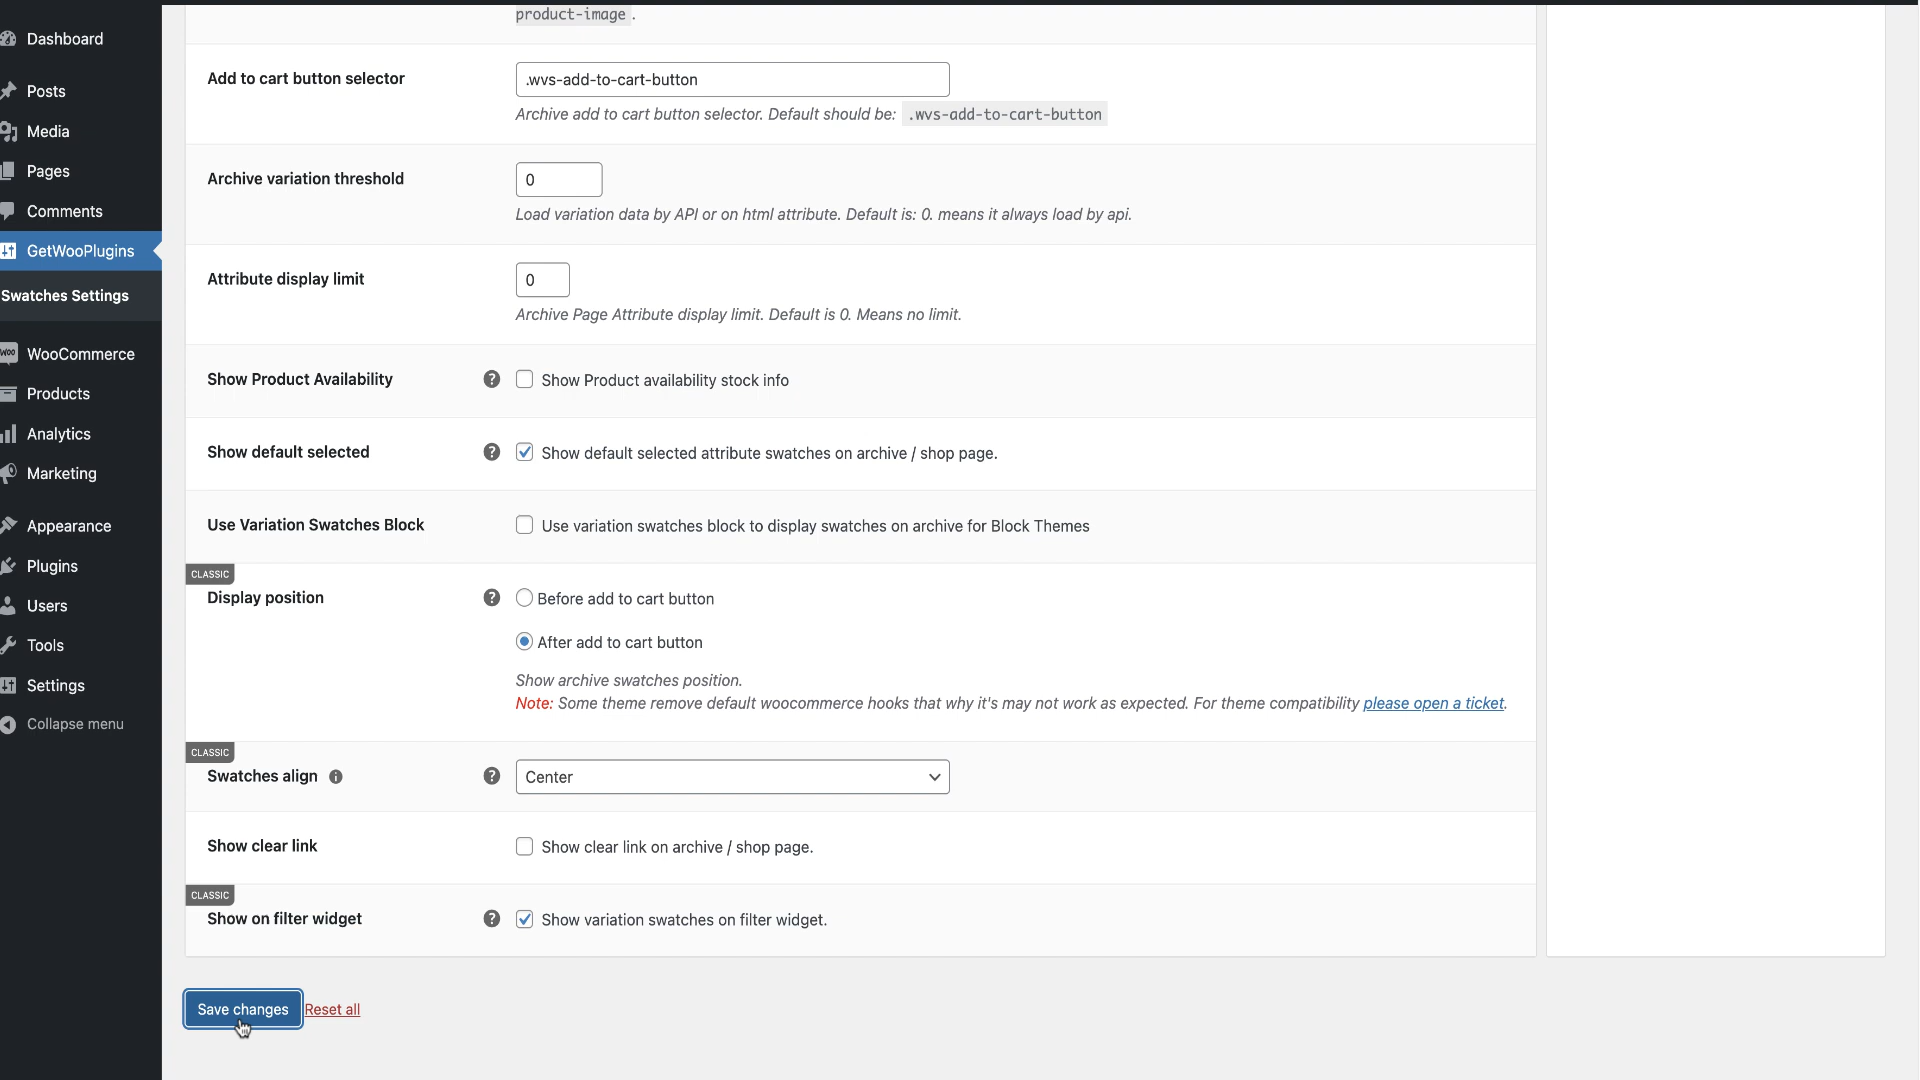 Dashboard
Posts
Media
Pages
Comments
GetWooPlugins
Swatches Settings
WooCommerce
Products
Analytics
Marketing
Appearance
Plugins
Users
Tools
Settings
Collapse menu
product-image .
Add to cart button selector
.wvs-add-to-cart-button
Archive add to cart button selector. Default should be: .wvs-add-to-cart-button
Archive variation threshold
0
Load variation data by API or on html attribute. Default is: 0. means it always load by api.
Attribute display limit
0
Archive Page Attribute display limit. Default is 0. Means no limit.
Show Product Availability
Show Product availability stock info
Show default selected
Show default selected attribute swatches on archive / shop page.
Use Variation Swatches Block
Use variation swatches block to display swatches on archive for Block Themes
CLASSIC
Display position
Before add to cart button
After add to cart button
Show archive swatches position.
Note: Some theme remove default woocommerce hooks that why it's may not work as expected. For theme compatibility please open a ticket.
CLASSIC
Swatches align
Center
Show clear link
Show clear link on archive / shop page.
CLASSIC
Show on filter widget
Show variation swatches on filter widget.
Save changes Reset all